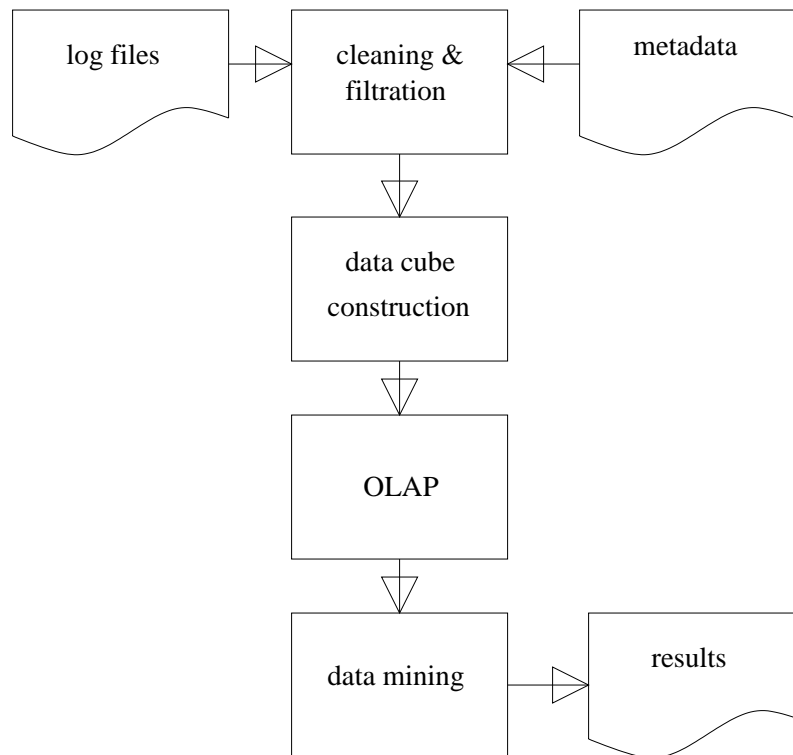 log files
cleaning &
filtration
metadata
data cube
construction
OLAP
data mining
results